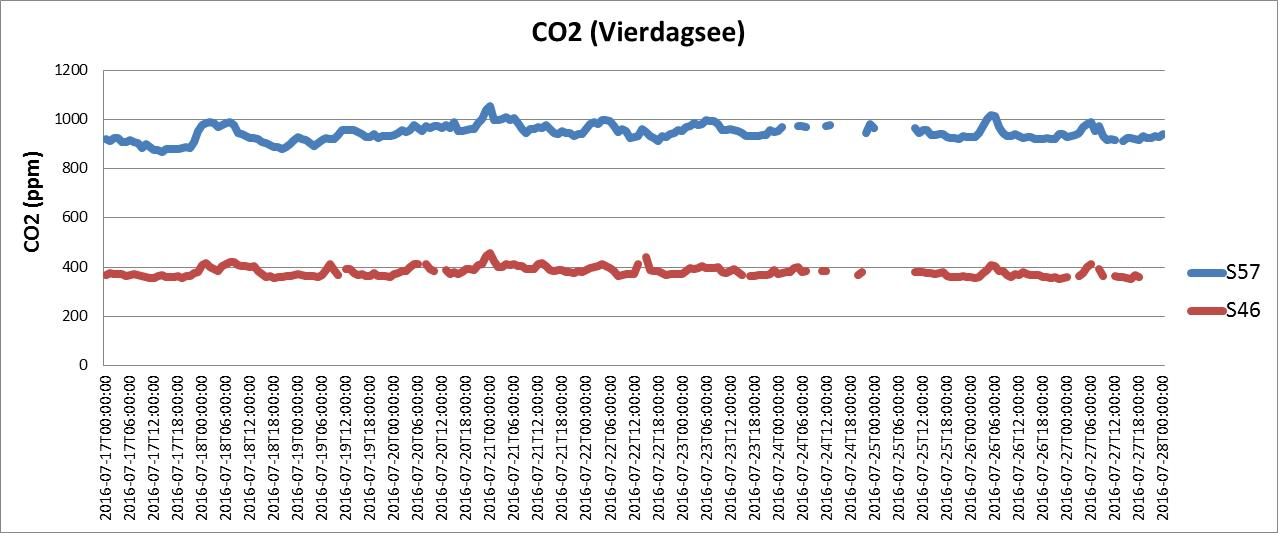 CO2 (Vierdagsee)
CO2 (ppm)
1200
1000
800
600
400
200
0
2016-07-17T00:00:00
2016-07-17T06:00:00
2016-07-17T12:00:00
2016-07-17T18:00:00
2016-07-18T00:00:00
2016-07-18T06:00:00
2016-07-18T12:00:00
2016-07-18T18:00:00
2016-07-19T00:00:00
2016-07-19T06:00:00
2016-07-19T12:00:00
2016-07-19T18:00:00
2016-07-20T00:00:00
2016-07-20T06:00:00
2016-07-20T12:00:00
2016-07-20T18:00:00
2016-07-21T00:00:00
2016-07-21T06:00:00
2016-07-21T12:00:00
2016-07-21T18:00:00
2016-07-22T00:00:00
2016-07-22T06:00:00
2016-07-22T12:00:00
2016-07-22T18:00:00
2016-07-23T00:00:00
2016-07-23T06:00:00
2016-07-23T12:00:00
2016-07-23T18:00:00
2016-07-24T00:00:00
2016-07-24T06:00:00
2016-07-24T12:00:00
2016-07-24T18:00:00
2016-07-25T00:00:00
2016-07-25T06:00:00
2016-07-25T12:00:00
2016-07-25T18:00:00
2016-07-26T00:00:00
2016-07-26T06:00:00
2016-07-26T12:00:00
2016-07-26T18:00:00
2016-07-27T00:00:00
2016-07-27T06:00:00
2016-07-27T12:00:00
2016-07-27T18:00:00
2016-07-28T00:00:00
S57
S46